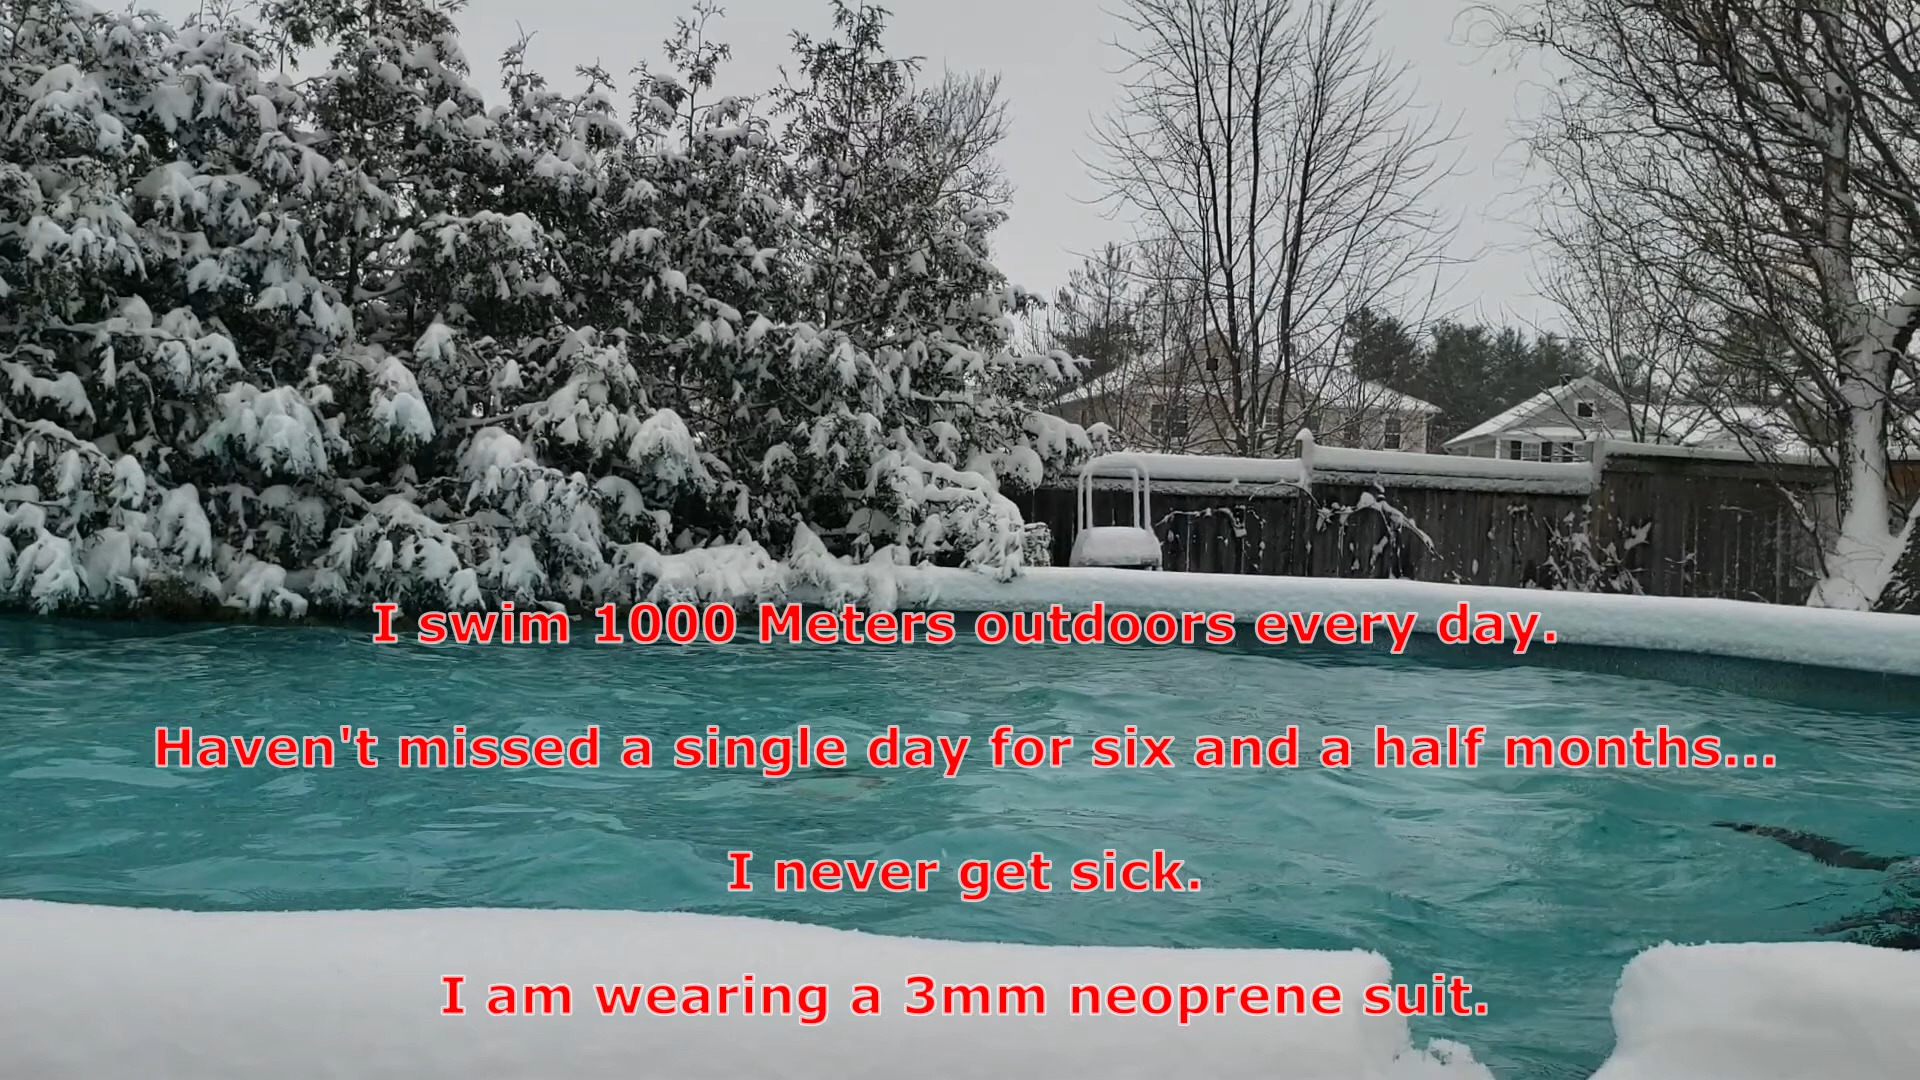 I swim 1000 Meters outdoors every day.
Haven't missed a single day for six and a half months...
I never get sick.
I am wearing a 3mm neoprene suit.